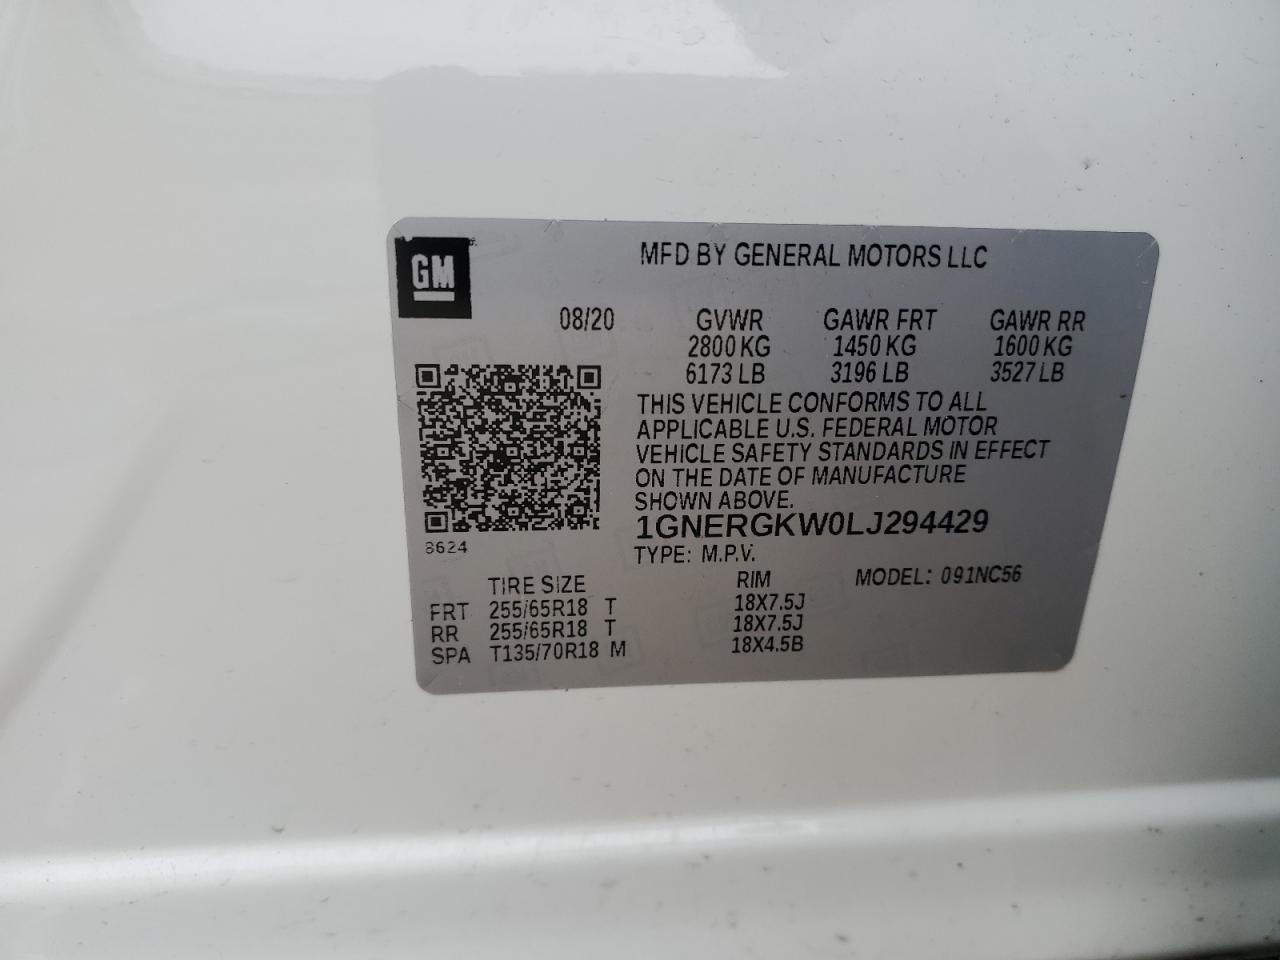 GM
MFD BY GENERAL MOTORS LLC
08/20 GVWR GAWR FRT GAWR RR
2800 KG 1450 KG 1600 KG
6173 LB 3196 LB 3527 LB
THIS VEHICLE CONFORMS TO ALL
APPLICABLE U.S. FEDERAL MOTOR
VEHICLE SAFETY STANDARDS IN EFFECT
ON THE DATE OF MANUFACTURE
SHOWN ABOVE.
1GNERGKW0LJ294429
8624
TYPE: M.P.V.
TIRE SIZE RIM MODEL: 091NC56
FRT 255/65R18 T 18X7.5J
RR 255/65R18 T 18X7.5J
SPA T135/70R18 M 18X4.5B